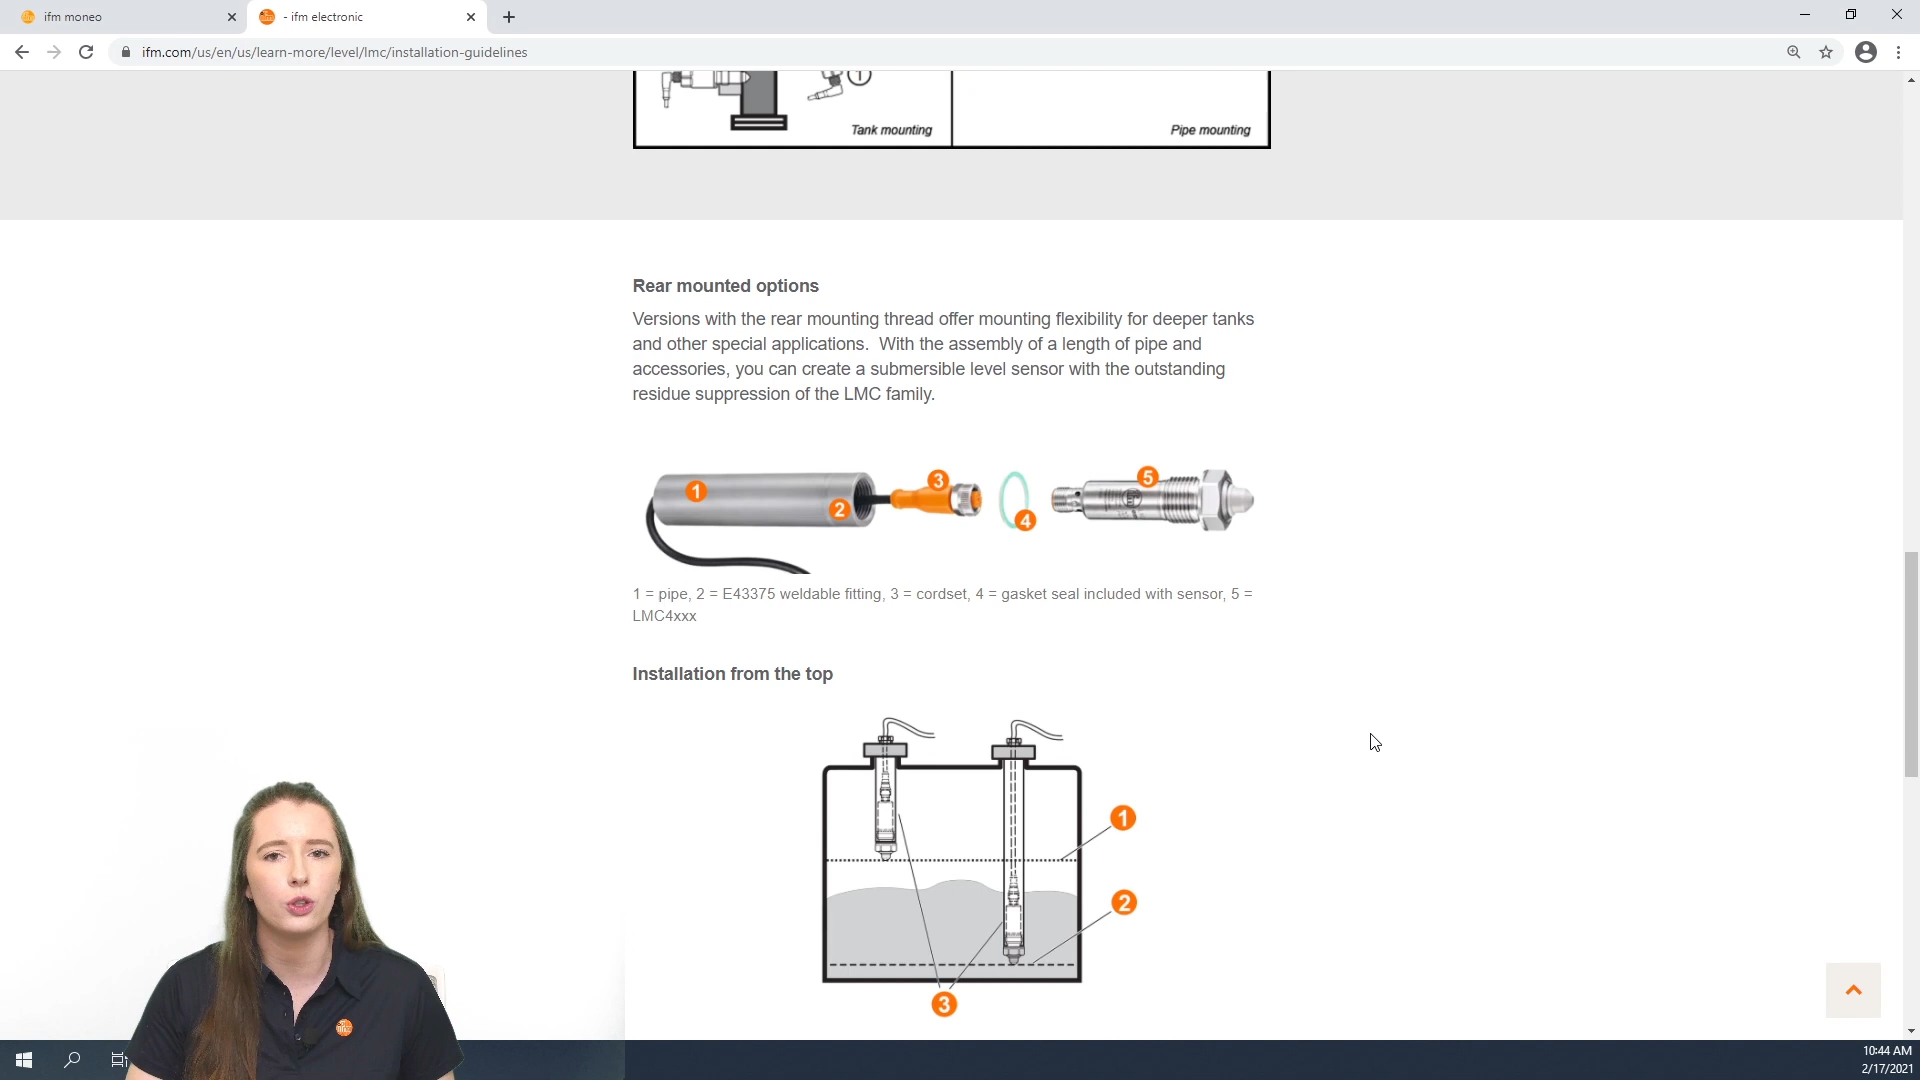 ifm moneo
- ifm electronic
ifm.com/us/en/us/learn-more/level/lmc/installation-guidelines
1
Tank mounting
Pipe mounting
Rear mounted options
Versions with the rear mounting thread offer mounting flexibility for deeper tanks
and other special applications. With the assembly of a length of pipe and
accessories, you can create a submersible level sensor with the outstanding
residue suppression of the LMC family.
1
2
3
4
5
1 = pipe, 2 = E43375 weldable fitting, 3 = cordset, 4 = gasket seal included with sensor, 5 =
LMC4xxx
Installation from the top
1
2
3
10:44 AM
2/17/2021